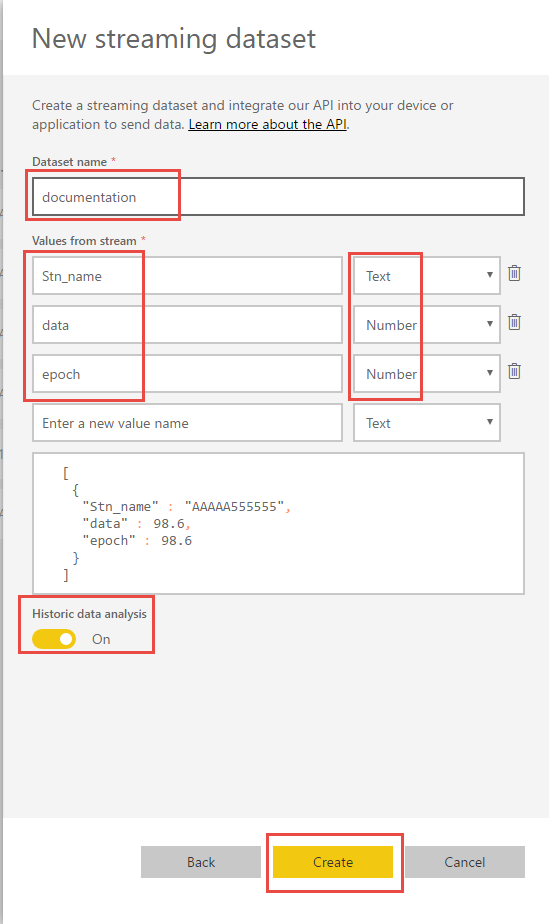 New streaming dataset
Create a streaming dataset and integrate our API into your device or
application to send data. Learn more about the API.
Dataset name *
documentation
Values from stream *
Stn_name Text
data Number
epoch Number
Enter a new value name Text
[
{
"Stn_name" : "AAAAA555555",
"data" : 98.6,
"epoch" : 98.6
}
]
Historic data analysis
On
Back Create Cancel